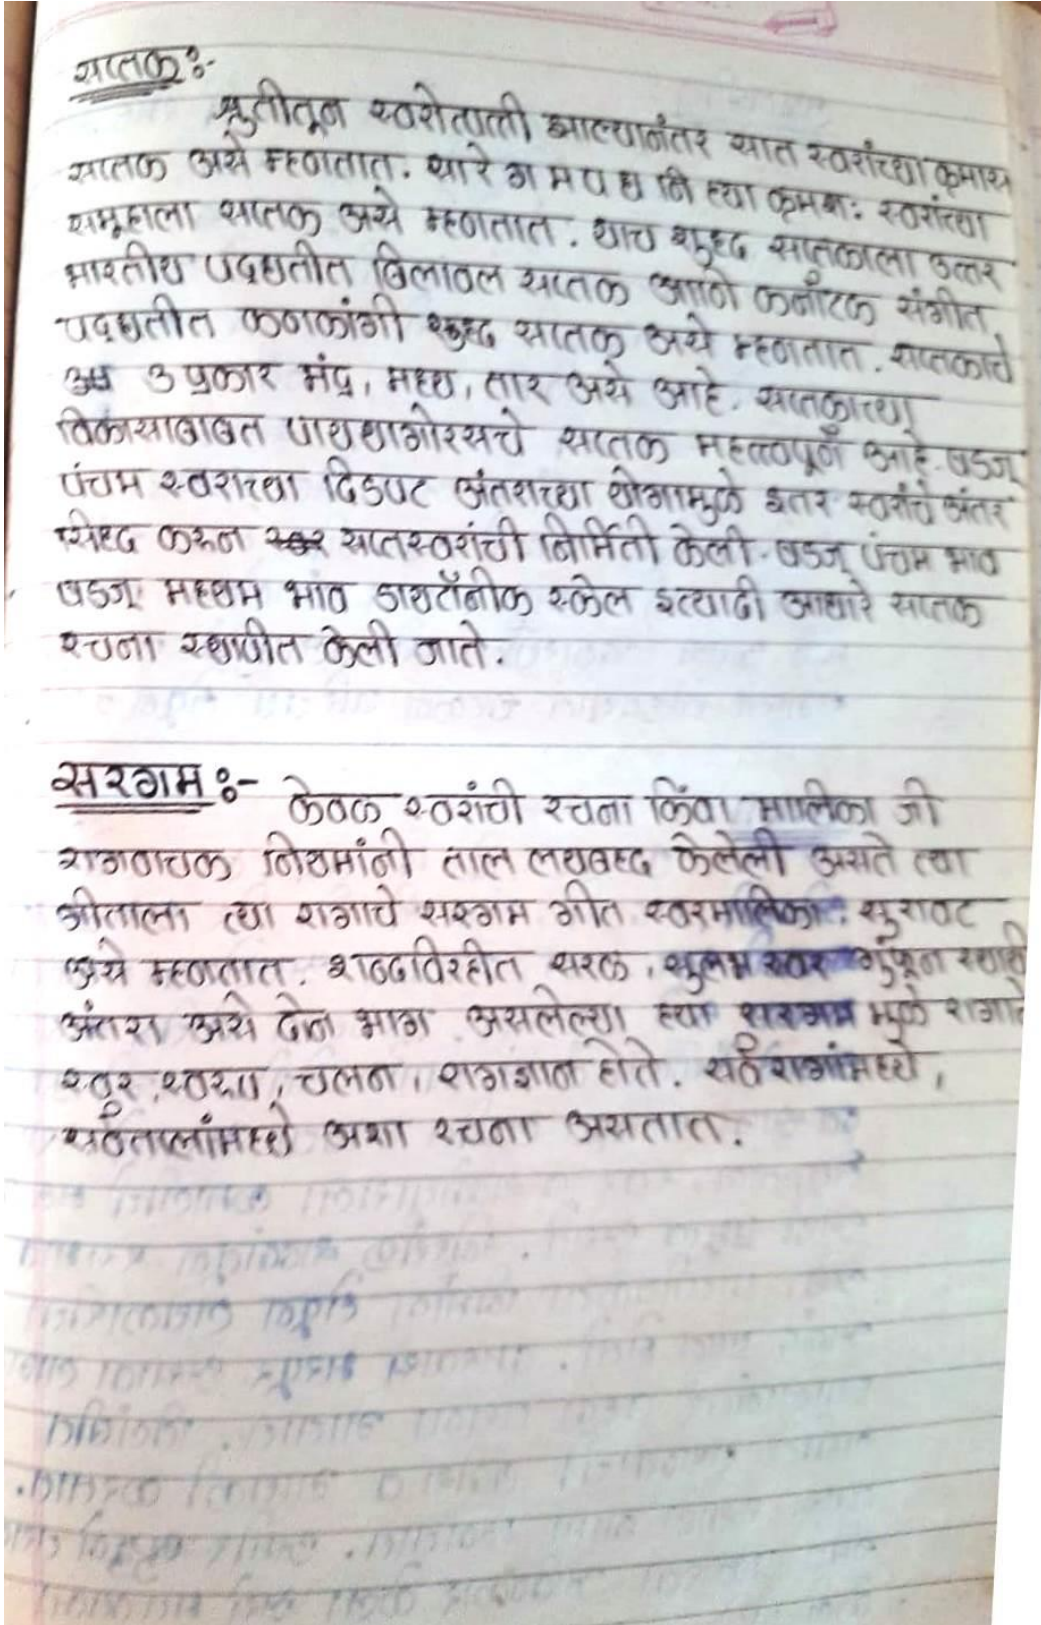 सप्तक :-
श्रुतीतून स्वरोत्पत्ती झाल्यानंतर सात स्वरांच्या क्रमास
सप्तक असे म्हणतात. सा रे ग म प ध नि ह्या क्रमश: स्वरांच्या
समूहाला सप्तक असे म्हणतात. याच शुद्ध सप्तकाला उत्तर
भारतीय पद्धतीत बिलावल सप्तक आणि कर्नाटक संगीत
पद्धतीत कनकांगी शुद्ध सप्तक असे म्हणतात. सप्तकाचे
३ प्रकार मंद्र, मध्य, तार असे आहे. सप्तकाच्या
विकासाबाबत पायथागोरसचे सप्तक महत्त्वपूर्ण आहे. षड्ज
पंचम स्वराच्या दिडपट अंतराच्या योगामुळे इतर स्वरांचे अंतर
सिद्ध करून सप्तस्वरांची निर्मिती केली. षड्ज पंचम भाव
षड्ज मध्यम भाव डायटॉनीक स्केल इत्यादी आधारे सप्तक
रचना स्थापीत केली जाते.
सरगम :- केवळ स्वरांची रचना किंवा मालिका जी
रागवाचक नियमांनी ताल लयबद्ध केलेली असते त्या
गीताला त्या रागाचे सरगम गीत स्वरमालिका. सुरावट
असे म्हणतात. शब्दविरहीत सरळ, सुलभ स्वर गुंफून स्थायी
अंतरा असे दोन भाग असलेल्या ह्या सरगम मुळे रागाचे
स्वर, स्वरुप, चलन, रागज्ञान होते. सर्व रागांमध्ये,
सर्वतालांमध्ये अशा रचना असतात.